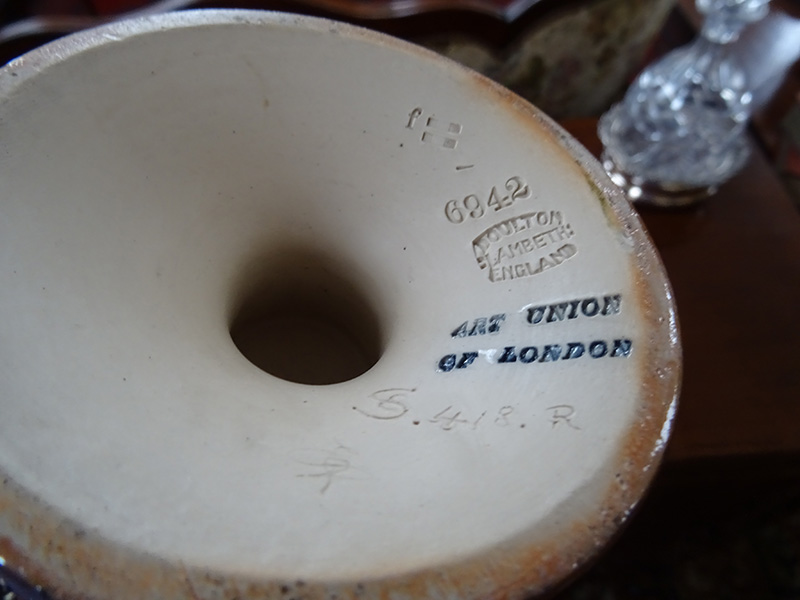 f::
6942
DOULTON
LAMBETH
ENGLAND
ART UNION
OF LONDON
S.418.R